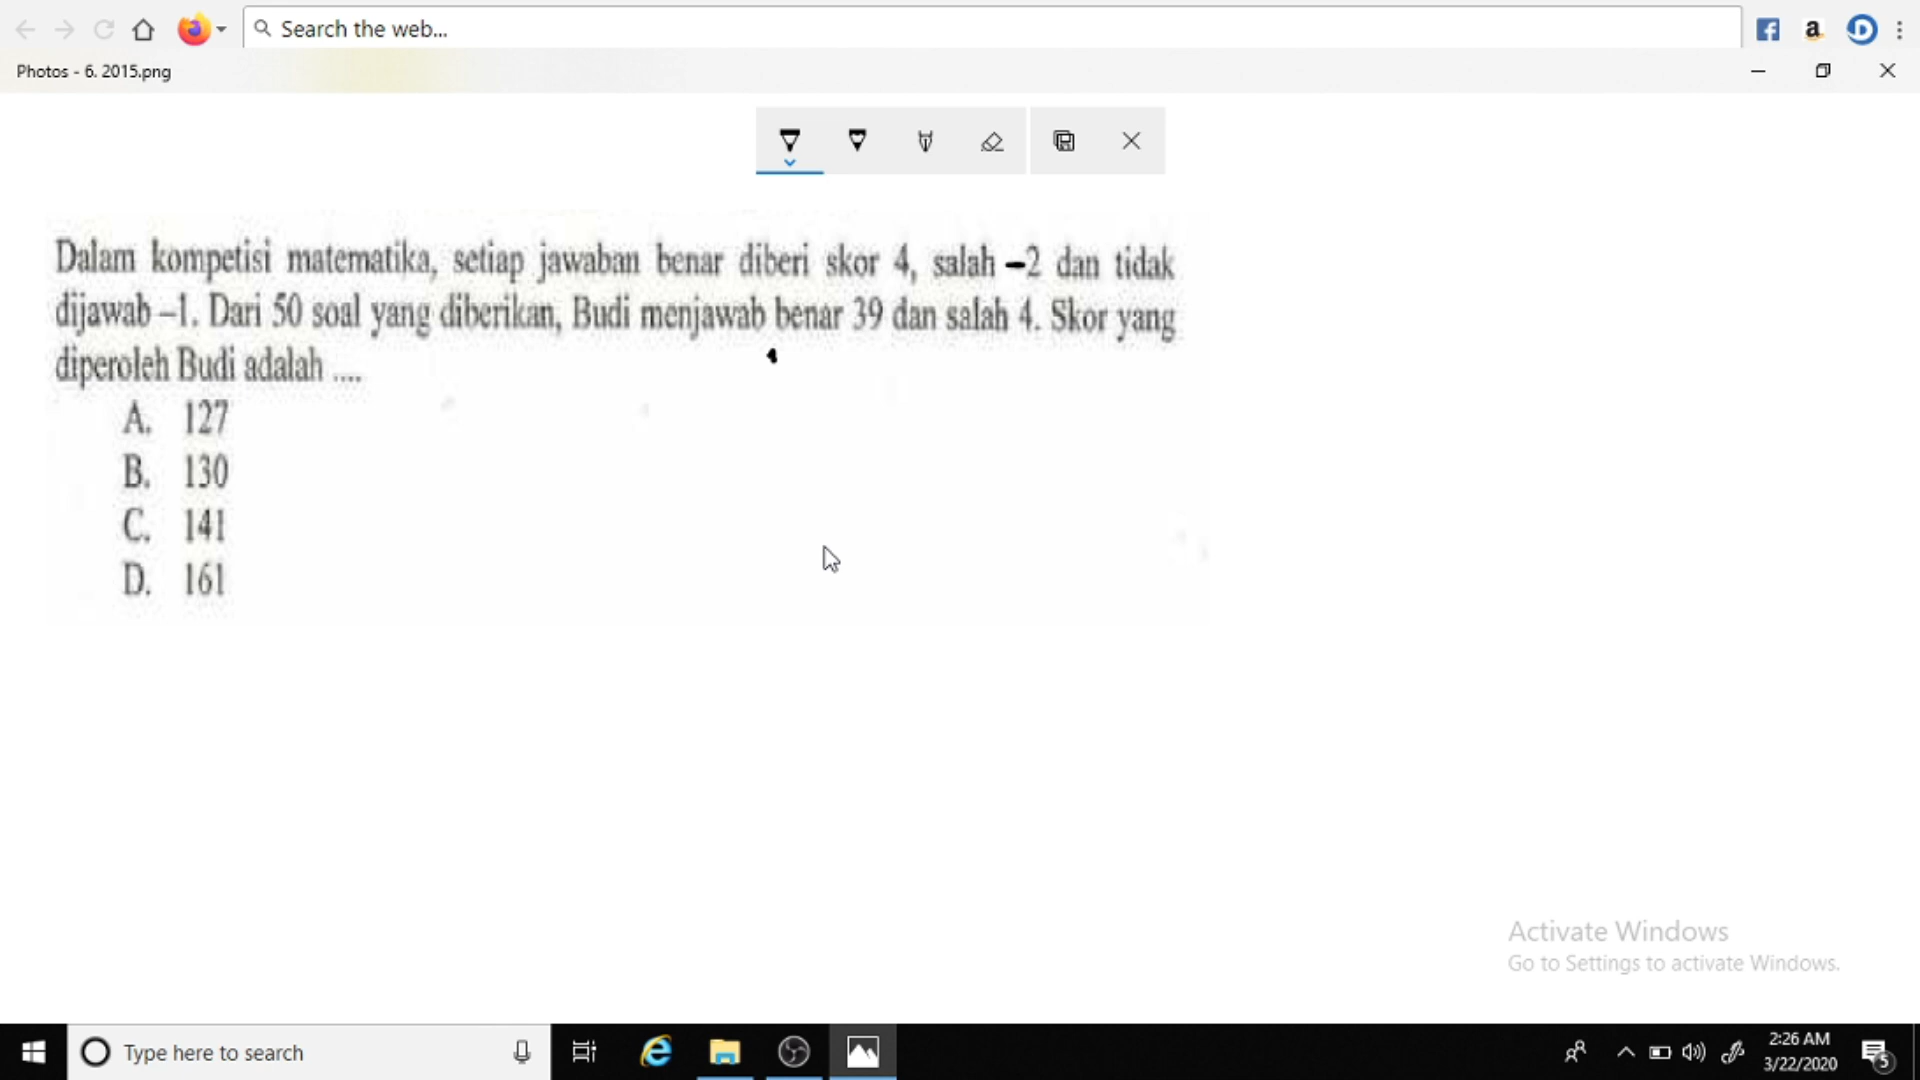 Search the web...
Photos - 6. 2015.png
Dalam kompetisi matematika, setiap jawaban benar diberi skor 4, salah –2 dan tidak
dijawab –1. Dari 50 soal yang diberikan, Budi menjawab benar 39 dan salah 4. Skor yang
diperoleh Budi adalah ....
A. 127
B. 130
C. 141
D. 161
Activate Windows
Go to Settings to activate Windows.
Type here to search
2:26 AM
3/22/2020
5